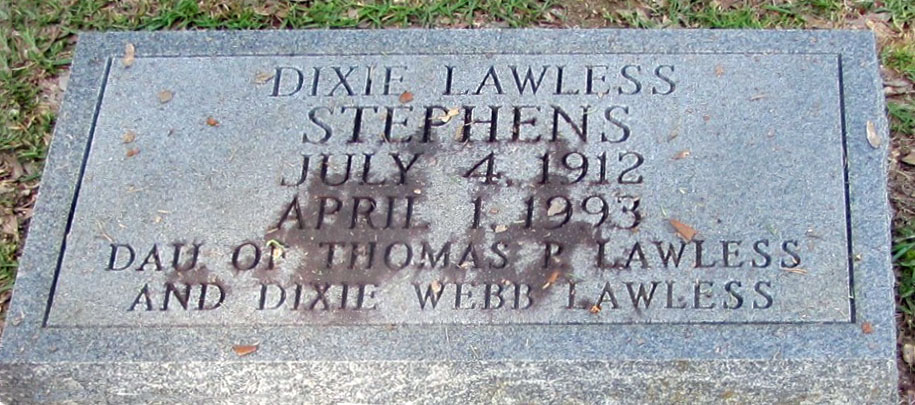 DIXIE LAWLESS
STEPHENS
JULY 4, 1912
APRIL 1, 1993
DAU OF THOMAS P. LAWLESS
AND DIXIE WEBB LAWLESS